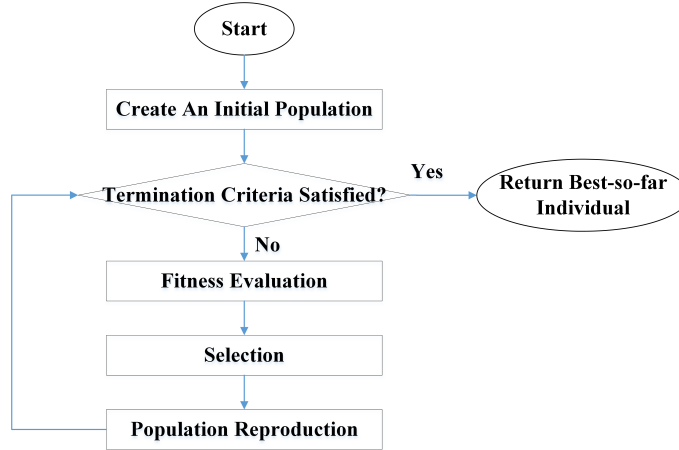 Start
Create An Initial Population
Termination Criteria Satisfied?
Yes
Return Best-so-far
Individual
No
Fitness Evaluation
Selection
Population Reproduction